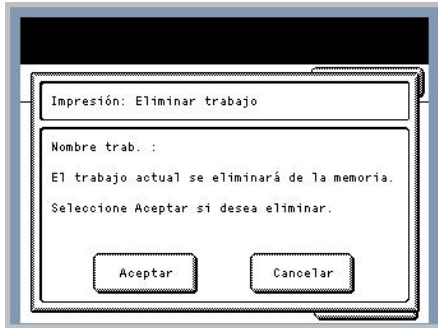 Impresión: Eliminar trabajo
Nombre trab. :
El trabajo actual se eliminará de la memoria.
Seleccione Aceptar si desea eliminar.
Aceptar
Cancelar